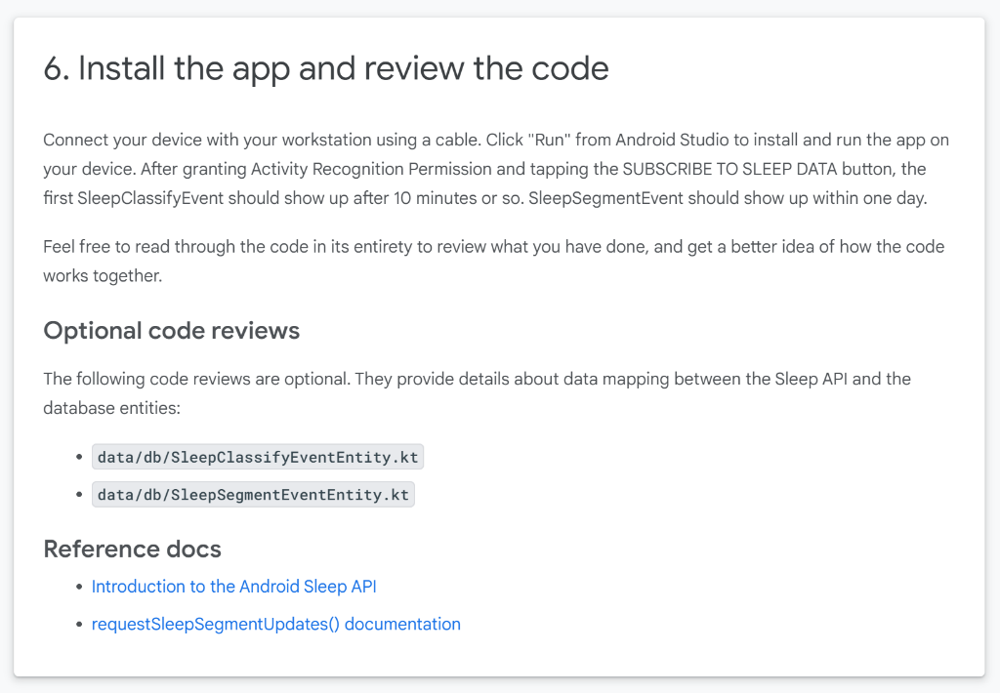 6. Install the app and review the code
Connect your device with your workstation using a cable. Click "Run" from Android Studio to install and run the app on
your device. After granting Activity Recognition Permission and tapping the SUBSCRIBE TO SLEEP DATA button, the
first SleepClassifyEvent should show up after 10 minutes or so. SleepSegmentEvent should show up within one day.
Feel free to read through the code in its entirety to review what you have done, and get a better idea of how the code
works together.
Optional code reviews
The following code reviews are optional. They provide details about data mapping between the Sleep API and the
database entities:
• data/db/SleepClassifyEventEntity.kt
• data/db/SleepSegmentEventEntity.kt
Reference docs
• Introduction to the Android Sleep API
• requestSleepSegmentUpdates() documentation